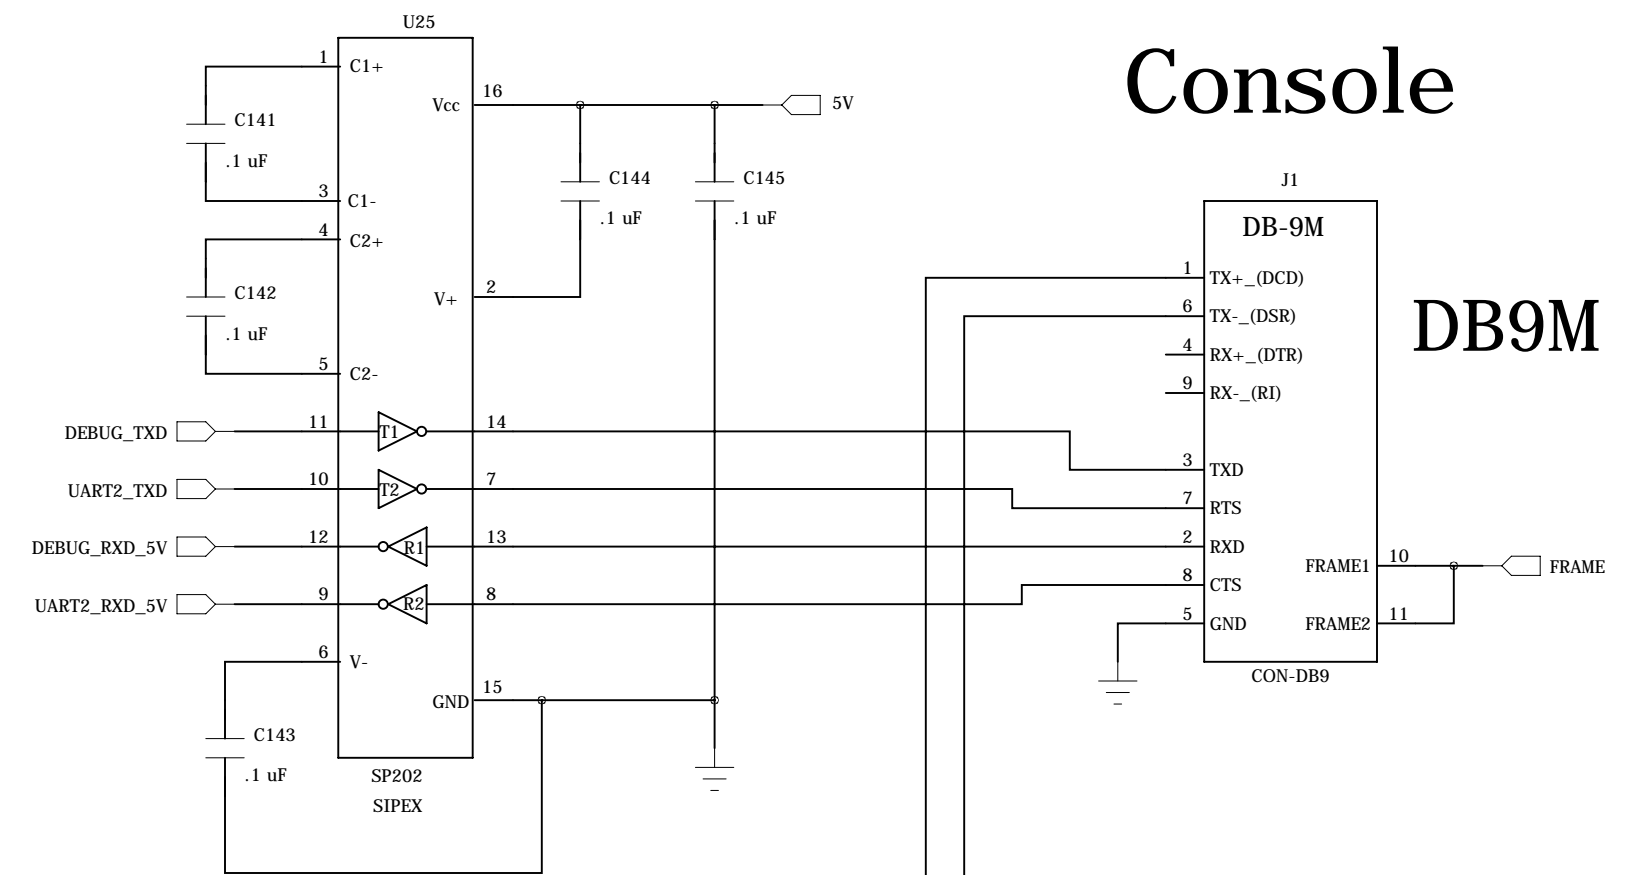 U25
Console
1
C1+
16
Vcc
5V
C141
.1 uF
C144
.1 uF
C145
.1 uF
J1
3
C1-
4
C2+
DB-9M
1
TX+_(DCD)
C142
.1 uF
2
V+
6
TX-_(DSR)
DB9M
4
RX+_(DTR)
5
C2-
9
RX-_(RI)
DEBUG_TXD
11
T1
14
3
TXD
UART2_TXD
10
T2
7
7
RTS
DEBUG_RXD_5V
12
R1
13
2
RXD
FRAME1
10
FRAME
UART2_RXD_5V
9
R2
8
8
CTS
5
GND
FRAME2
11
6
V-
CON-DB9
GND
15
C143
.1 uF
SP202
SIPEX